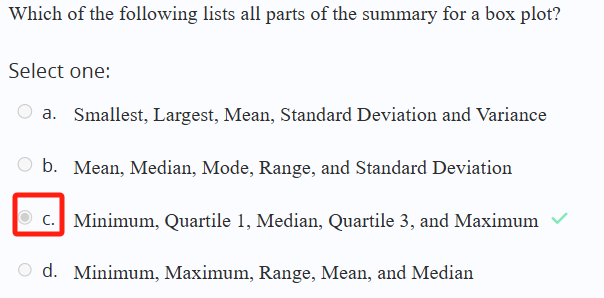 Which of the following lists all parts of the summary for a box plot?
Select one:
a. Smallest, Largest, Mean, Standard Deviation and Variance
b. Mean, Median, Mode, Range, and Standard Deviation
c. Minimum, Quartile 1, Median, Quartile 3, and Maximum
d. Minimum, Maximum, Range, Mean, and Median